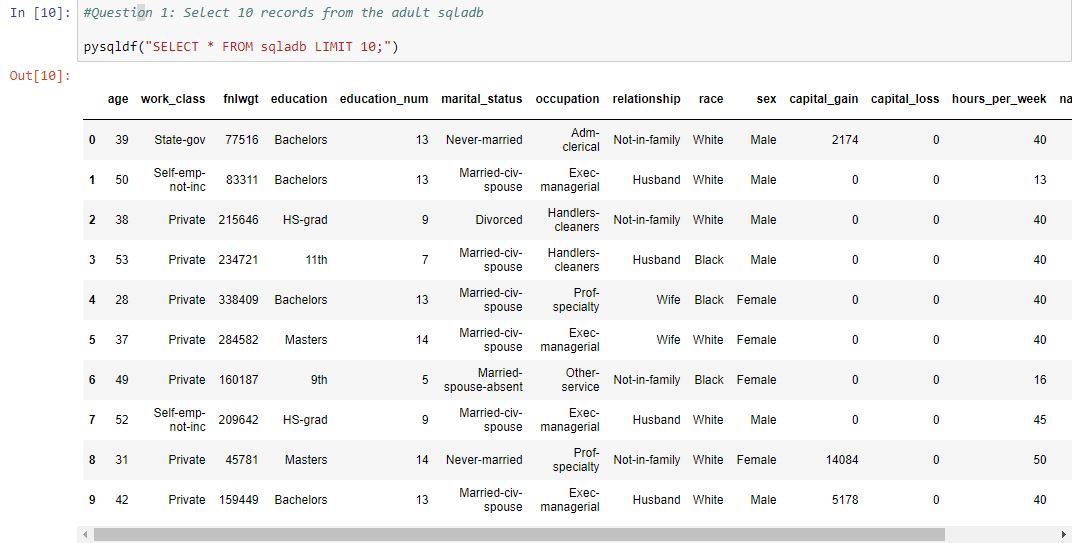 In [10]: #Question 1: Select 10 records from the adult sqladb
pysqldf("SELECT * FROM sqladb LIMIT 10;")
Out[10]:
age work_class fnlwgt education education_num marital_status occupation relationship race sex capital_gain capital_loss hours_per_week na
0 39 State-gov 77516 Bachelors 13 Never-married Adm-clerical Not-in-family White Male 2174 0 40
1 50 Self-emp-not-inc 83311 Bachelors 13 Married-civ-spouse Exec-managerial Husband White Male 0 0 13
2 38 Private 215646 HS-grad 9 Divorced Handlers-cleaners Not-in-family White Male 0 0 40
3 53 Private 234721 11th 7 Married-civ-spouse Handlers-cleaners Husband Black Male 0 0 40
4 28 Private 338409 Bachelors 13 Married-civ-spouse Prof-specialty Wife Black Female 0 0 40
5 37 Private 284582 Masters 14 Married-civ-spouse Exec-managerial Wife White Female 0 0 40
6 49 Private 160187 9th 5 Married-spouse-absent Other-service Not-in-family Black Female 0 0 16
7 52 Self-emp-not-inc 209642 HS-grad 9 Married-civ-spouse Exec-managerial Husband White Male 0 0 45
8 31 Private 45781 Masters 14 Never-married Prof-specialty Not-in-family White Female 14084 0 50
9 42 Private 159449 Bachelors 13 Married-civ-spouse Exec-managerial Husband White Male 5178 0 40